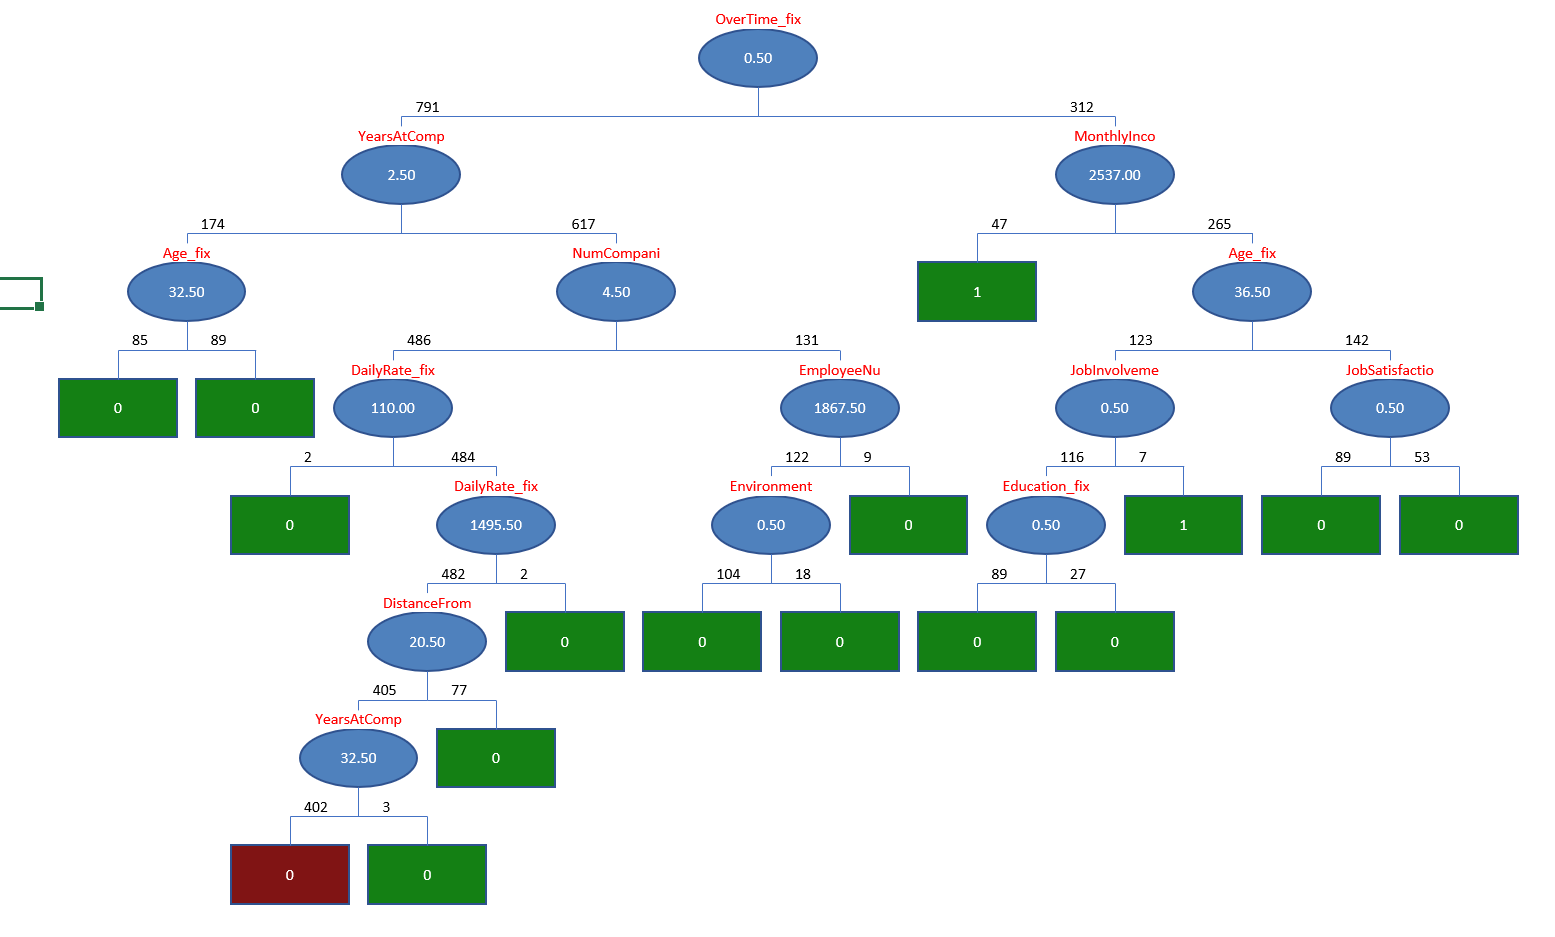 OverTime_fix
0.50
791 312
YearsAtComp MonthlyInco
2.50 2537.00
174 617 47 265
Age_fix NumCompani Age_fix
32.50 4.50 1 36.50
85 89 486 131 123 142
DailyRate_fix EmployeeNu JobInvolveme JobSatisfactio
0 0 110.00 1867.50 0.50 0.50
2 484 122 9 116 7 89 53
DailyRate_fix Environment Education_fix
0 1495.50 0.50 0 0.50 1 0 0
482 2 104 18 89 27
DistanceFrom
20.50 0 0 0 0 0
405 77
YearsAtComp
32.50 0
402 3
0 0